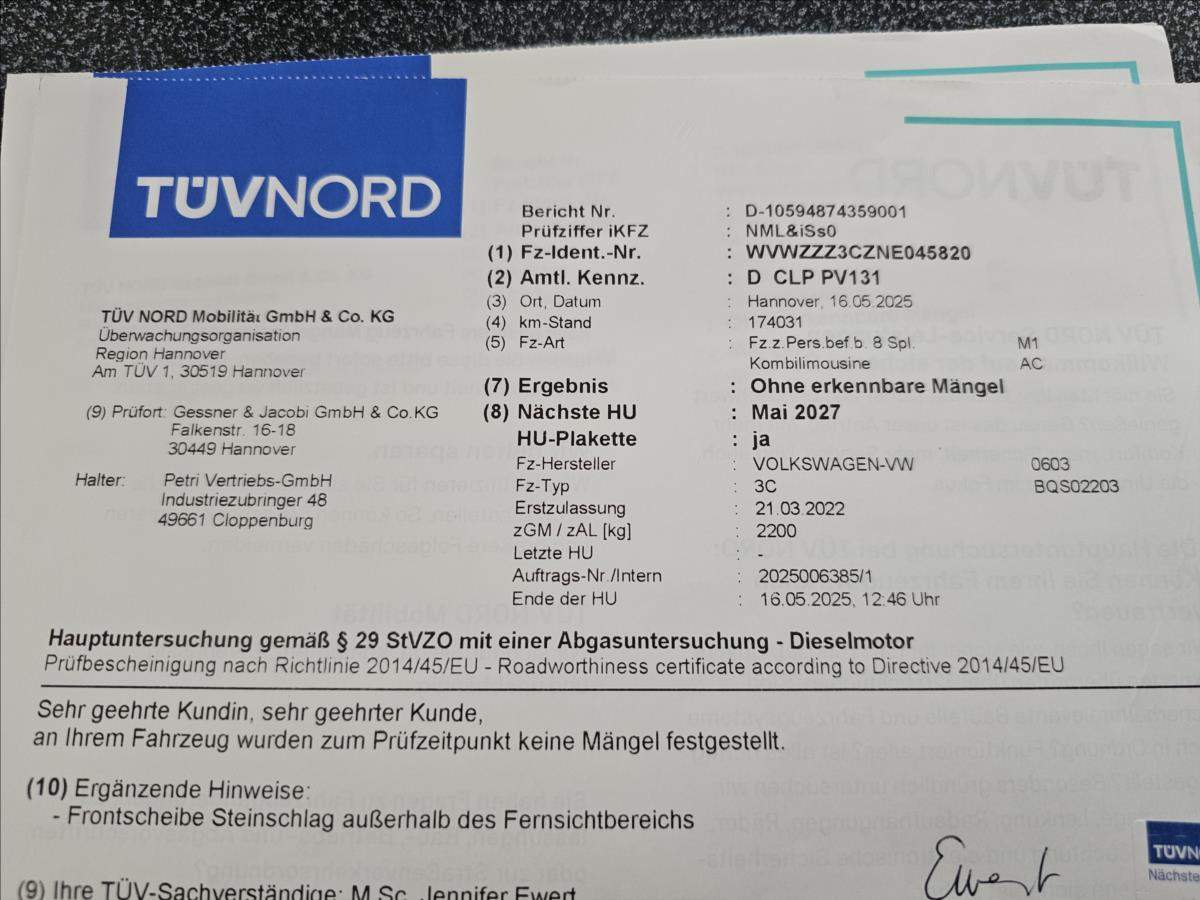 TÜVNORD
Bericht Nr. : D-10594874359001
Prüfziffer iKFZ : NML&iSs0
(1) Fz-Ident.-Nr. : WVWZZZ3CZNE045820
(2) Amtl. Kennz. : D CLP PV131
(3) Ort, Datum : Hannover, 16.05.2025
(4) km-Stand : 174031
(5) Fz-Art : Fz.z.Pers.bef.b. 8 Spl. M1
Kombilimousine AC
(7) Ergebnis : Ohne erkennbare Mängel
(8) Nächste HU : Mai 2027
HU-Plakette : ja
Fz-Hersteller : VOLKSWAGEN-VW 0603
Fz-Typ : 3C BQS02203
Erstzulassung : 21.03.2022
zGM / zAL [kg] : 2200
Letzte HU : -
Auftrags-Nr./Intern : 2025006385/1
Ende der HU : 16.05.2025, 12:46 Uhr
TÜV NORD Mobilität GmbH & Co. KG
Überwachungsorganisation
Region Hannover
Am TÜV 1, 30519 Hannover
(9) Prüfort: Gessner & Jacobi GmbH & Co.KG
Falkenstr. 16-18
30449 Hannover
Halter: Petri Vertriebs-GmbH
Industriezubringer 48
49661 Cloppenburg
Hauptuntersuchung gemäß § 29 StVZO mit einer Abgasuntersuchung - Dieselmotor
Prüfbescheinigung nach Richtlinie 2014/45/EU - Roadworthiness certificate according to Directive 2014/45/EU
Sehr geehrte Kundin, sehr geehrter Kunde,
an Ihrem Fahrzeug wurden zum Prüfzeitpunkt keine Mängel festgestellt.
(10) Ergänzende Hinweise:
- Frontscheibe Steinschlag außerhalb des Fernsichtbereichs
(9) Ihre TÜV-Sachverständige: M.Sc. Jennifer Ewert
Ewert
TÜVNO
Nächste